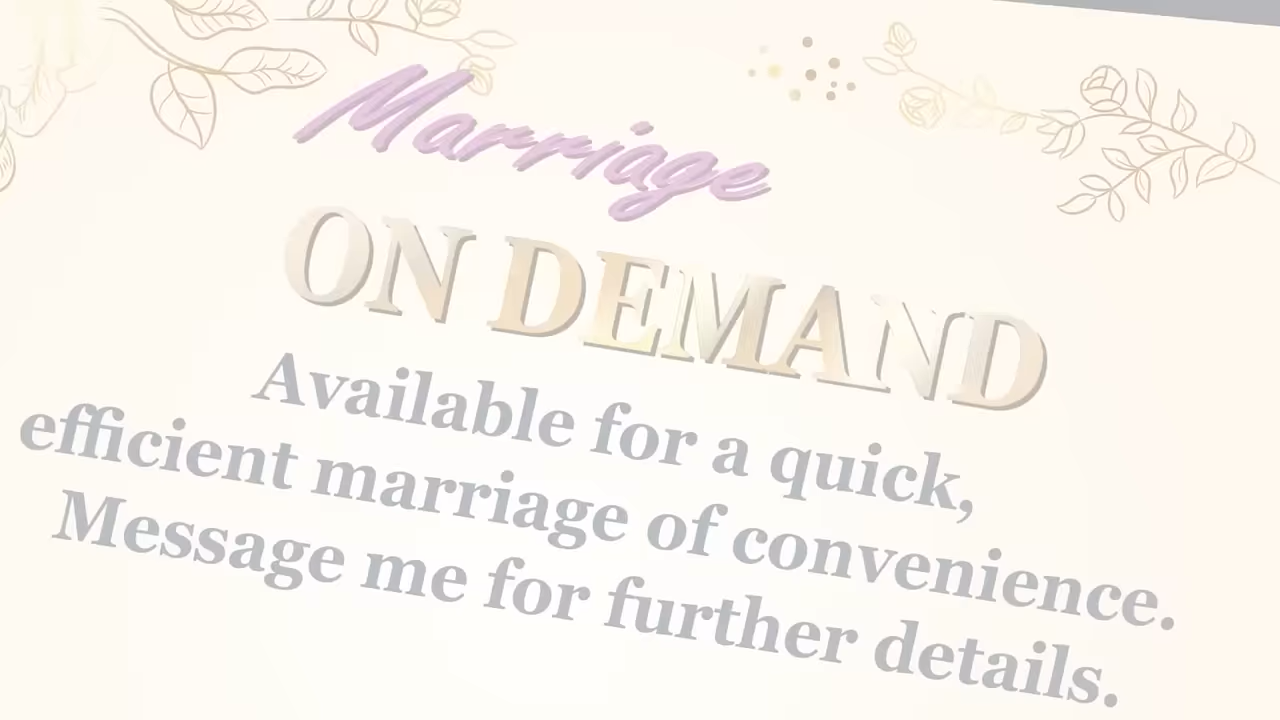 Marriage
ON DEMAND
Available for a quick,
efficient marriage of convenience.
Message me for further details.